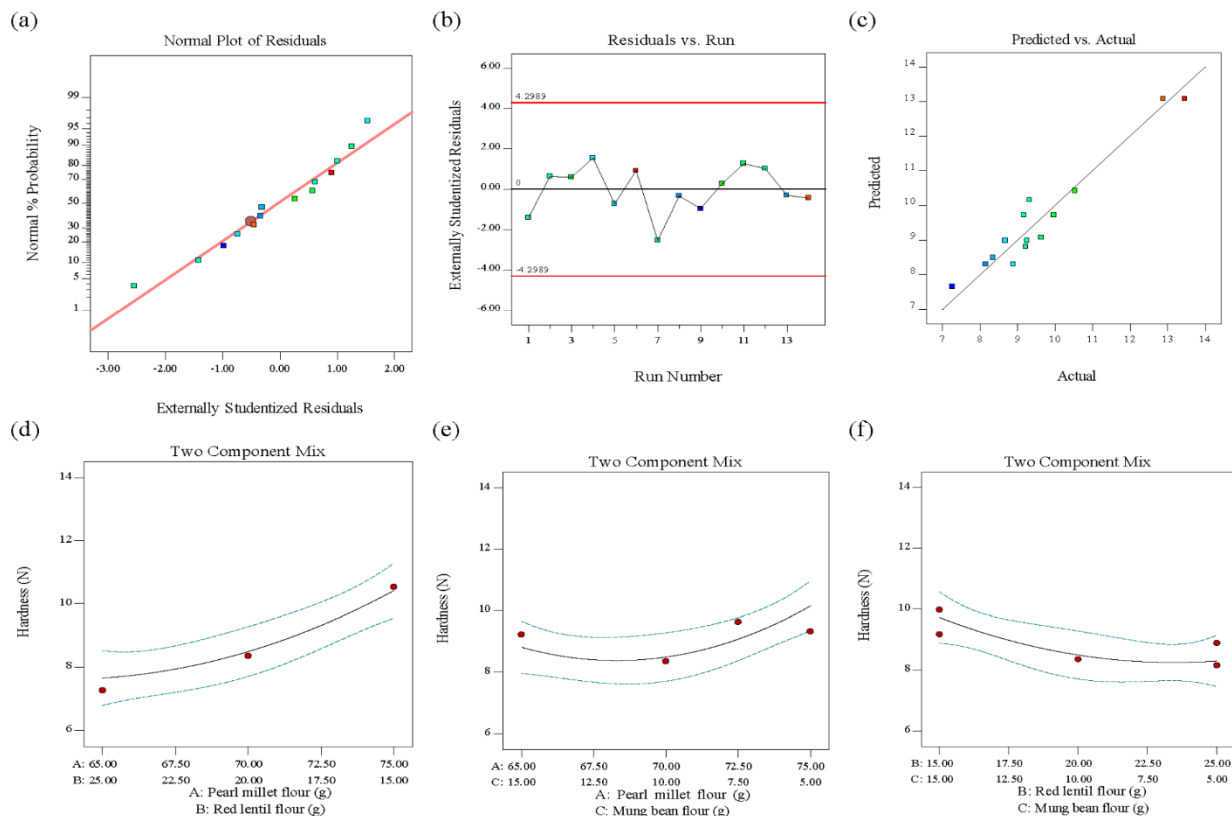 (a)
Normal Plot of Residuals
Normal % Probability
99
95
90
80
70
50
30
20
10
5
1
-3.00 -2.00 -1.00 0.00 1.00 2.00
Externally Studentized Residuals
(b)
Residuals vs. Run
Externally Studentized Residuals
6.00
4.2989
4.00
2.00
0
0.00
-2.00
-4.2989
-4.00
-6.00
1 3 5 7 9 11 13
Run Number
(c)
Predicted vs. Actual
Predicted
14
13
12
11
10
9
8
7
7 8 9 10 11 12 13 14
Actual
(d)
Two Component Mix
Hardness (N)
14
12
10
8
6
A: 65.00 67.50 70.00 72.50 75.00
B: 25.00 22.50 20.00 17.50 15.00
A: Pearl millet flour (g)
B: Red lentil flour (g)
(e)
Two Component Mix
Hardness (N)
14
12
10
8
6
A: 65.00 67.50 70.00 72.50 75.00
C: 15.00 12.50 10.00 7.50 5.00
A: Pearl millet flour (g)
C: Mung bean flour (g)
(f)
Two Component Mix
Hardness (N)
14
12
10
8
6
B: 15.00 17.50 20.00 22.50 25.00
C: 15.00 12.50 10.00 7.50 5.00
B: Red lentil flour (g)
C: Mung bean flour (g)